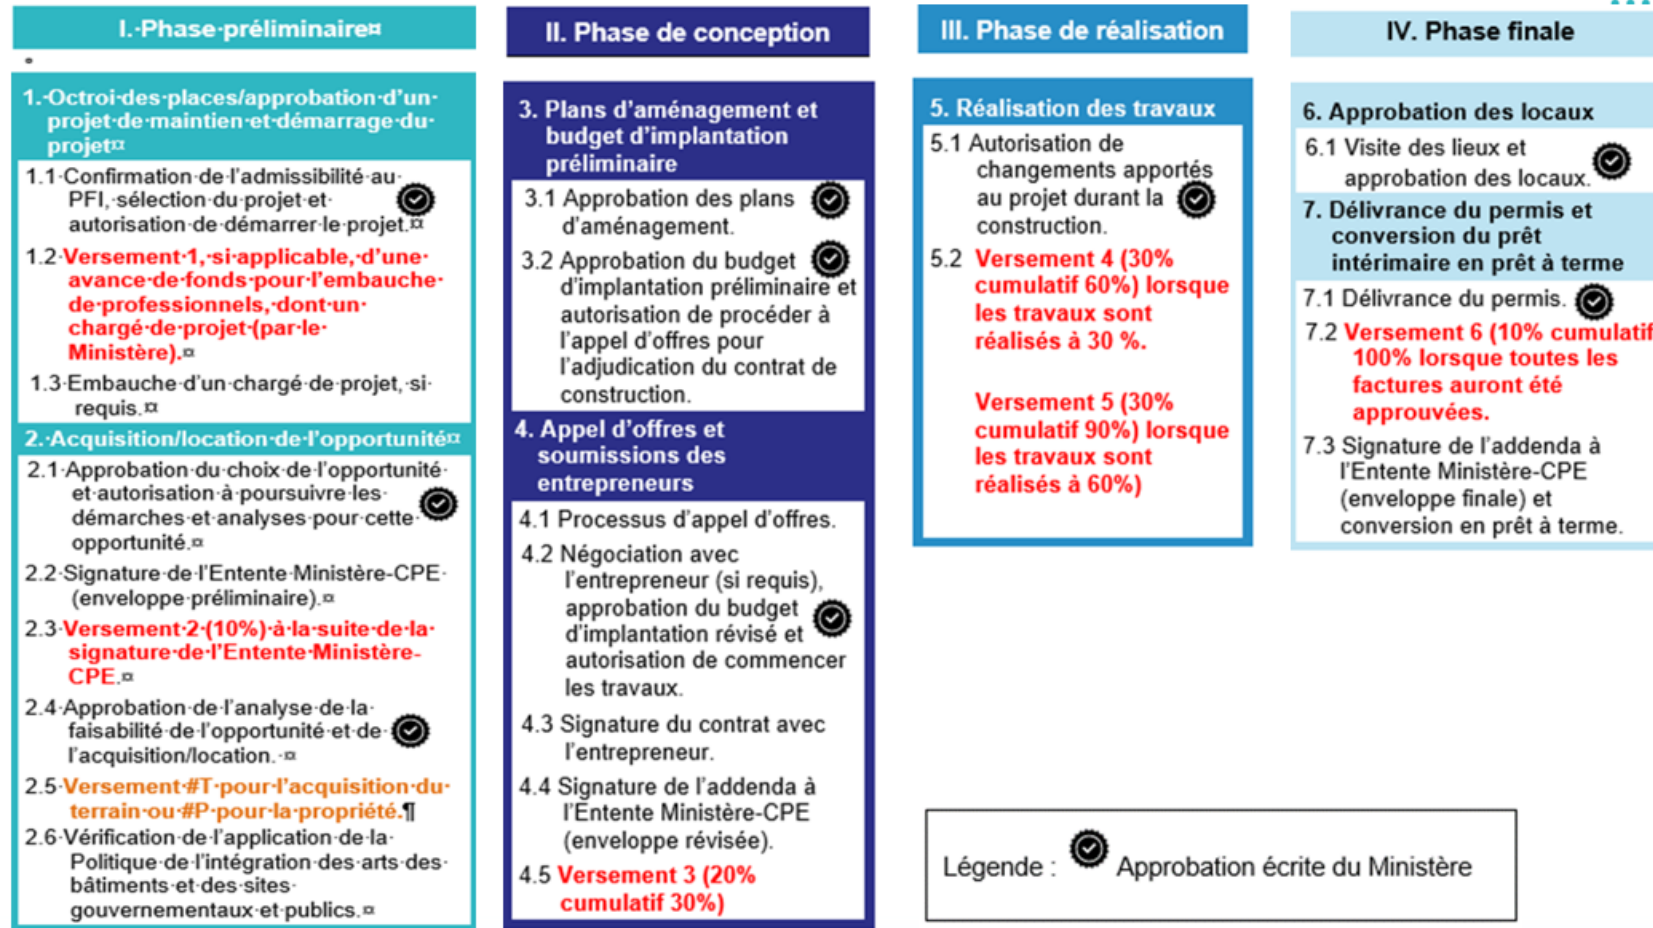 I.·Phase·préliminaire¤
1.·Octroi·des·places/approbation·d'un·
projet·de·maintien·et·démarrage·du·
projet¤
1.1·Confirmation·de·l'admissibilité·au·
PFI,·sélection·du·projet·et·
autorisation·de·démarrer·le·projet.¤
1.2·Versement·1,·si·applicable,·d'une·
avance·de·fonds·pour·l'embauche·
de·professionnels,·dont·un·
chargé·de·projet·(par·le·
Ministère).¤
1.3·Embauche·d'un·chargé·de·projet,·si·
requis.¤
2.·Acquisition/location·de·l'opportunité¤
2.1·Approbation·du·choix·de·l'opportunité·
et·autorisation·à·poursuivre·les·
démarches·et·analyses·pour·cette·
opportunité.¤
2.2·Signature·de·l'Entente·Ministère-CPE·
(enveloppe·préliminaire).¤
2.3·Versement·2·(10%)·à·la·suite·de·la·
signature·de·l'Entente·Ministère-
CPE.¤
2.4·Approbation·de·l'analyse·de·la·
faisabilité·de·l'opportunité·et·de·
l'acquisition/location.·¤
2.5·Versement·#T·pour·l'acquisition·du·
terrain·ou·#P·pour·la·propriété.¶
2.6·Vérification·de·l'application·de·la·
Politique·de·l'intégration·des·arts·des·
bâtiments·et·des·sites·
gouvernementaux·et·publics.¤
II. Phase de conception
3. Plans d'aménagement et
budget d'implantation
préliminaire
3.1 Approbation des plans
d'aménagement.
3.2 Approbation du budget
d'implantation préliminaire et
autorisation de procéder à
l'appel d'offres pour
l'adjudication du contrat de
construction.
4. Appel d'offres et
soumissions des
entrepreneurs
4.1 Processus d'appel d'offres.
4.2 Négociation avec
l'entrepreneur (si requis),
approbation du budget
d'implantation révisé et
autorisation de commencer
les travaux.
4.3 Signature du contrat avec
l'entrepreneur.
4.4 Signature de l'addenda à
l'Entente Ministère-CPE
(enveloppe révisée).
4.5 Versement 3 (20%
cumulatif 30%)
III. Phase de réalisation
5. Réalisation des travaux
5.1 Autorisation de
changements apportés
au projet durant la
construction.
5.2 Versement 4 (30%
cumulatif 60%) lorsque
les travaux sont
réalisés à 30 %.
Versement 5 (30%
cumulatif 90%) lorsque
les travaux sont
réalisés à 60%)
IV. Phase finale
6. Approbation des locaux
6.1 Visite des lieux et
approbation des locaux.
7. Délivrance du permis et
conversion du prêt
intérimaire en prêt à terme
7.1 Délivrance du permis.
7.2 Versement 6 (10% cumulatif
100% lorsque toutes les
factures auront été
approuvées.
7.3 Signature de l'addenda à
l'Entente Ministère-CPE
(enveloppe finale) et
conversion en prêt à terme.
Légende : Approbation écrite du Ministère